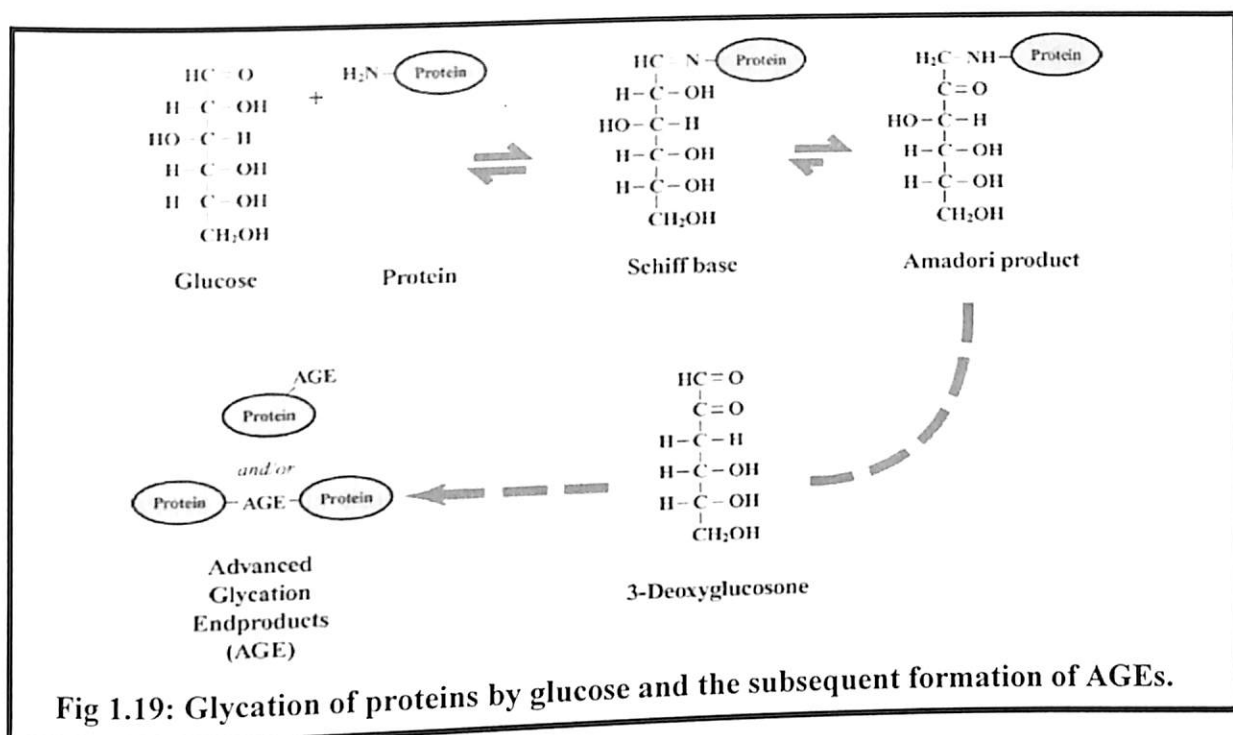 HC - O
H - C - OH
HO - C - H
H - C - OH
H - C - OH
CH₂OH
Glucose
+
H₂N - Protein
Protein
HC - N - Protein
H - C - OH
HO - C - H
H - C - OH
H - C - OH
CH₂OH
Schiff base
H₂C - NH - Protein
C = O
HO - C - H
H - C - OH
H - C - OH
CH₂OH
Amadori product
AGE
Protein
and/or
Protein - AGE - Protein
Advanced
Glycation
Endproducts
(AGE)
HC = O
C = O
H - C - H
H - C - OH
H - C - OH
CH₂OH
3-Deoxyglucosone
Fig 1.19: Glycation of proteins by glucose and the subsequent formation of AGEs.